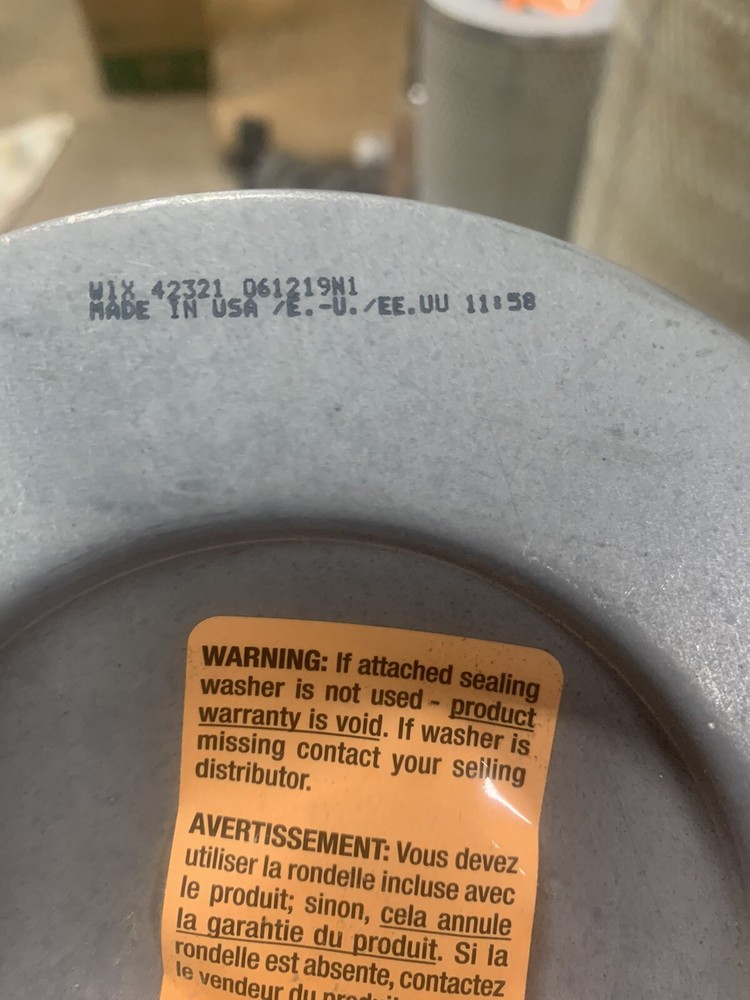 WIX 42321 061219N1
MADE IN USA /E.-U./EE.UU 11:58
WARNING: If attached sealing
washer is not used - product
warranty is void. If washer is
missing contact your selling
distributor.
AVERTISSEMENT: Vous devez
utiliser la rondelle incluse avec
le produit; sinon, cela annule
la garantie du produit. Si la
rondelle est absente, contactez
le vendeur du produit